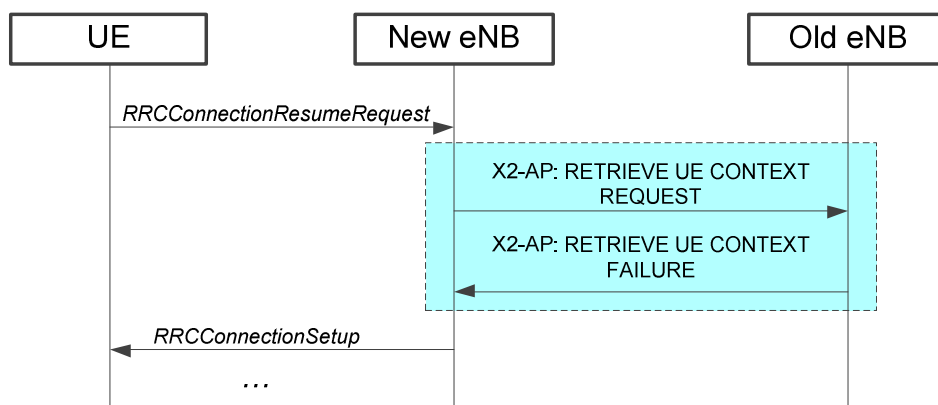 UE
New eNB
Old eNB
RRCConnectionResumeRequest
X2-AP: RETRIEVE UE CONTEXT
REQUEST
X2-AP: RETRIEVE UE CONTEXT
FAILURE
RRCConnectionSetup
...